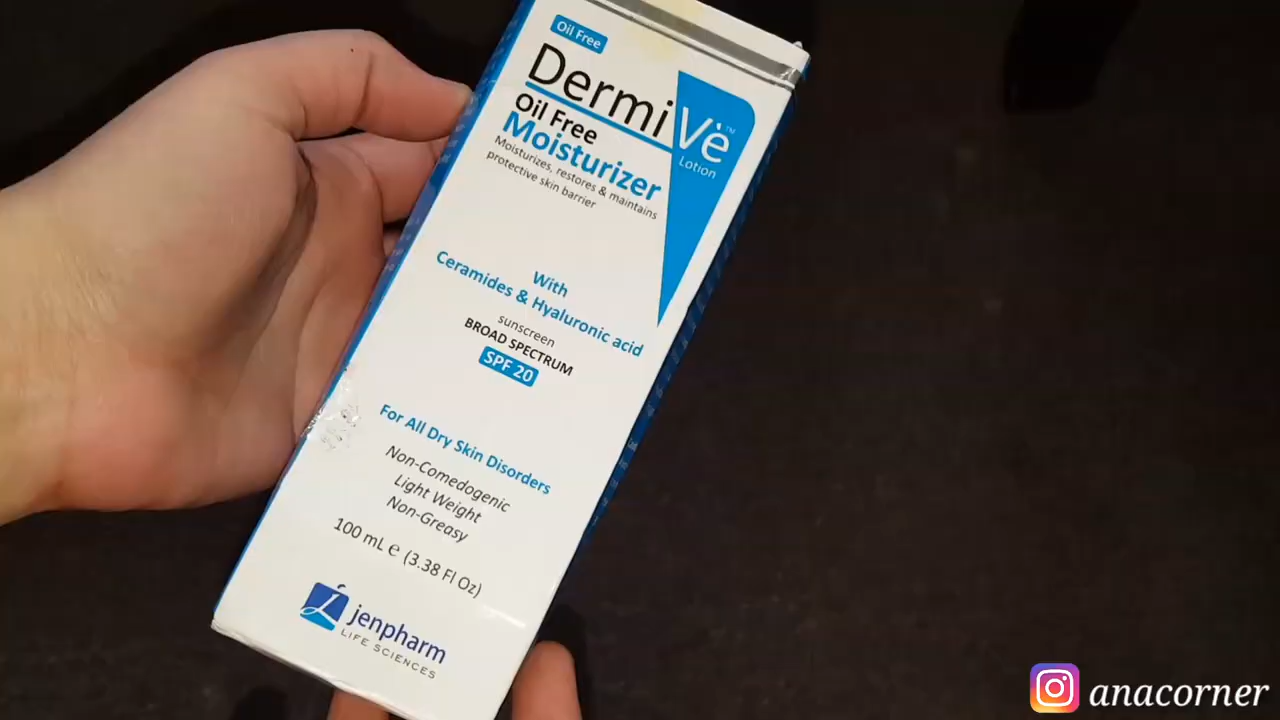 Oil Free
DermiVe™
Lotion
Oil Free
Moisturizer
Moisturizes, restores & maintains
protective skin barrier
With
Ceramides & Hyaluronic acid
sunscreen
BROAD SPECTRUM
SPF 20
For All Dry Skin Disorders
Non-Comedogenic
Light Weight
Non-Greasy
100 mL ℮ (3.38 Fl Oz)
jenpharm
LIFE SCIENCES
anacorner